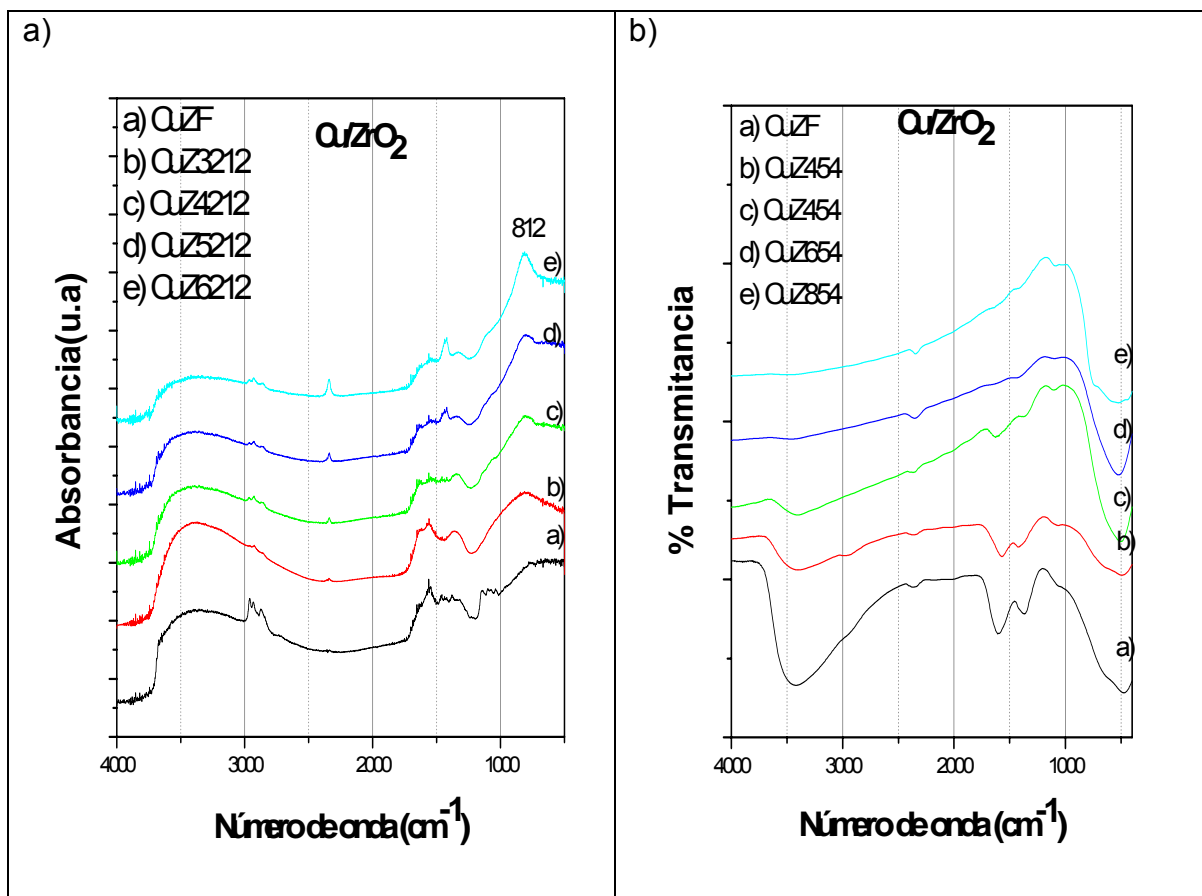 a)
a) CuZF
b) CuZ3212
c) CuZ4212
d) CuZ5212
e) CuZ6212
Cu/ZrO2
812
e)
d)
c)
b)
a)
Absorbancia(u.a)
4000 3000 2000 1000
Número de onda (cm-1)
b)
a) CuZF
b) CuZ454
c) CuZ454
d) CuZ654
e) CuZ854
Cu/ZrO2
e)
d)
c)
b)
a)
% Transmitancia
4000 3000 2000 1000
Número de onda (cm-1)